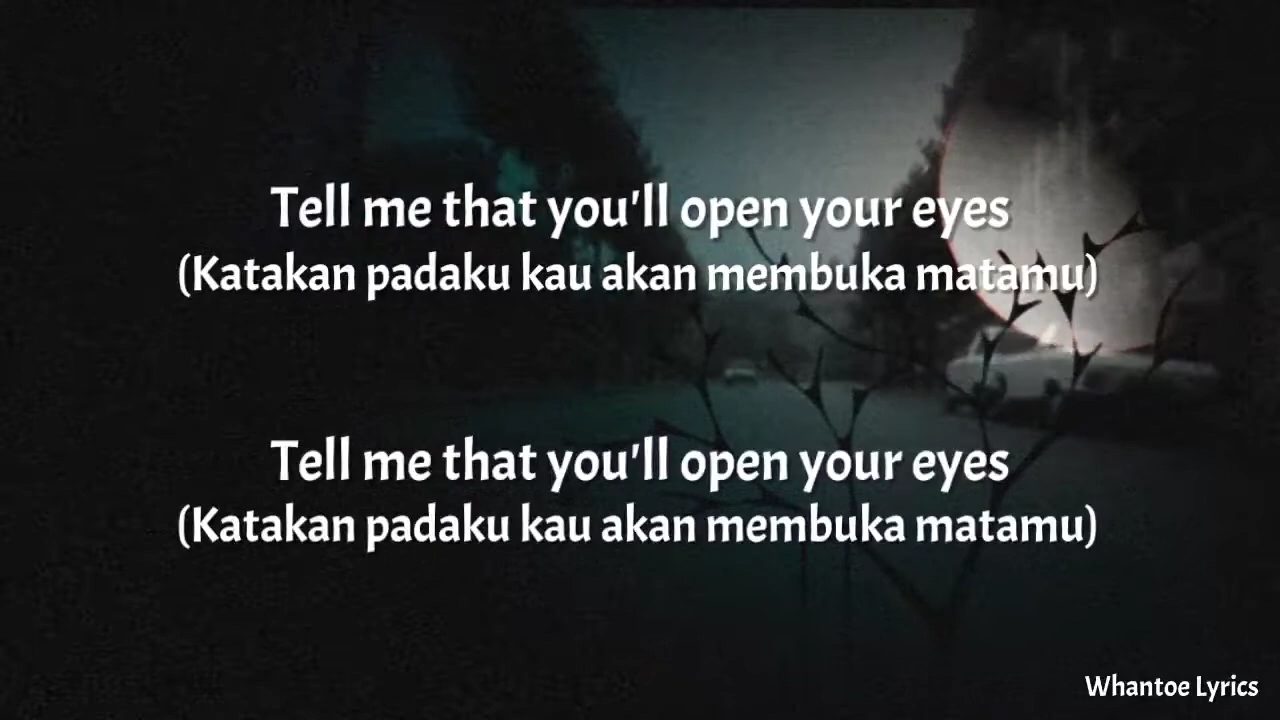 Tell me that you'll open your eyes
(Katakan padaku kau akan membuka matamu)
Tell me that you'll open your eyes
(Katakan padaku kau akan membuka matamu)
Whantoe Lyrics